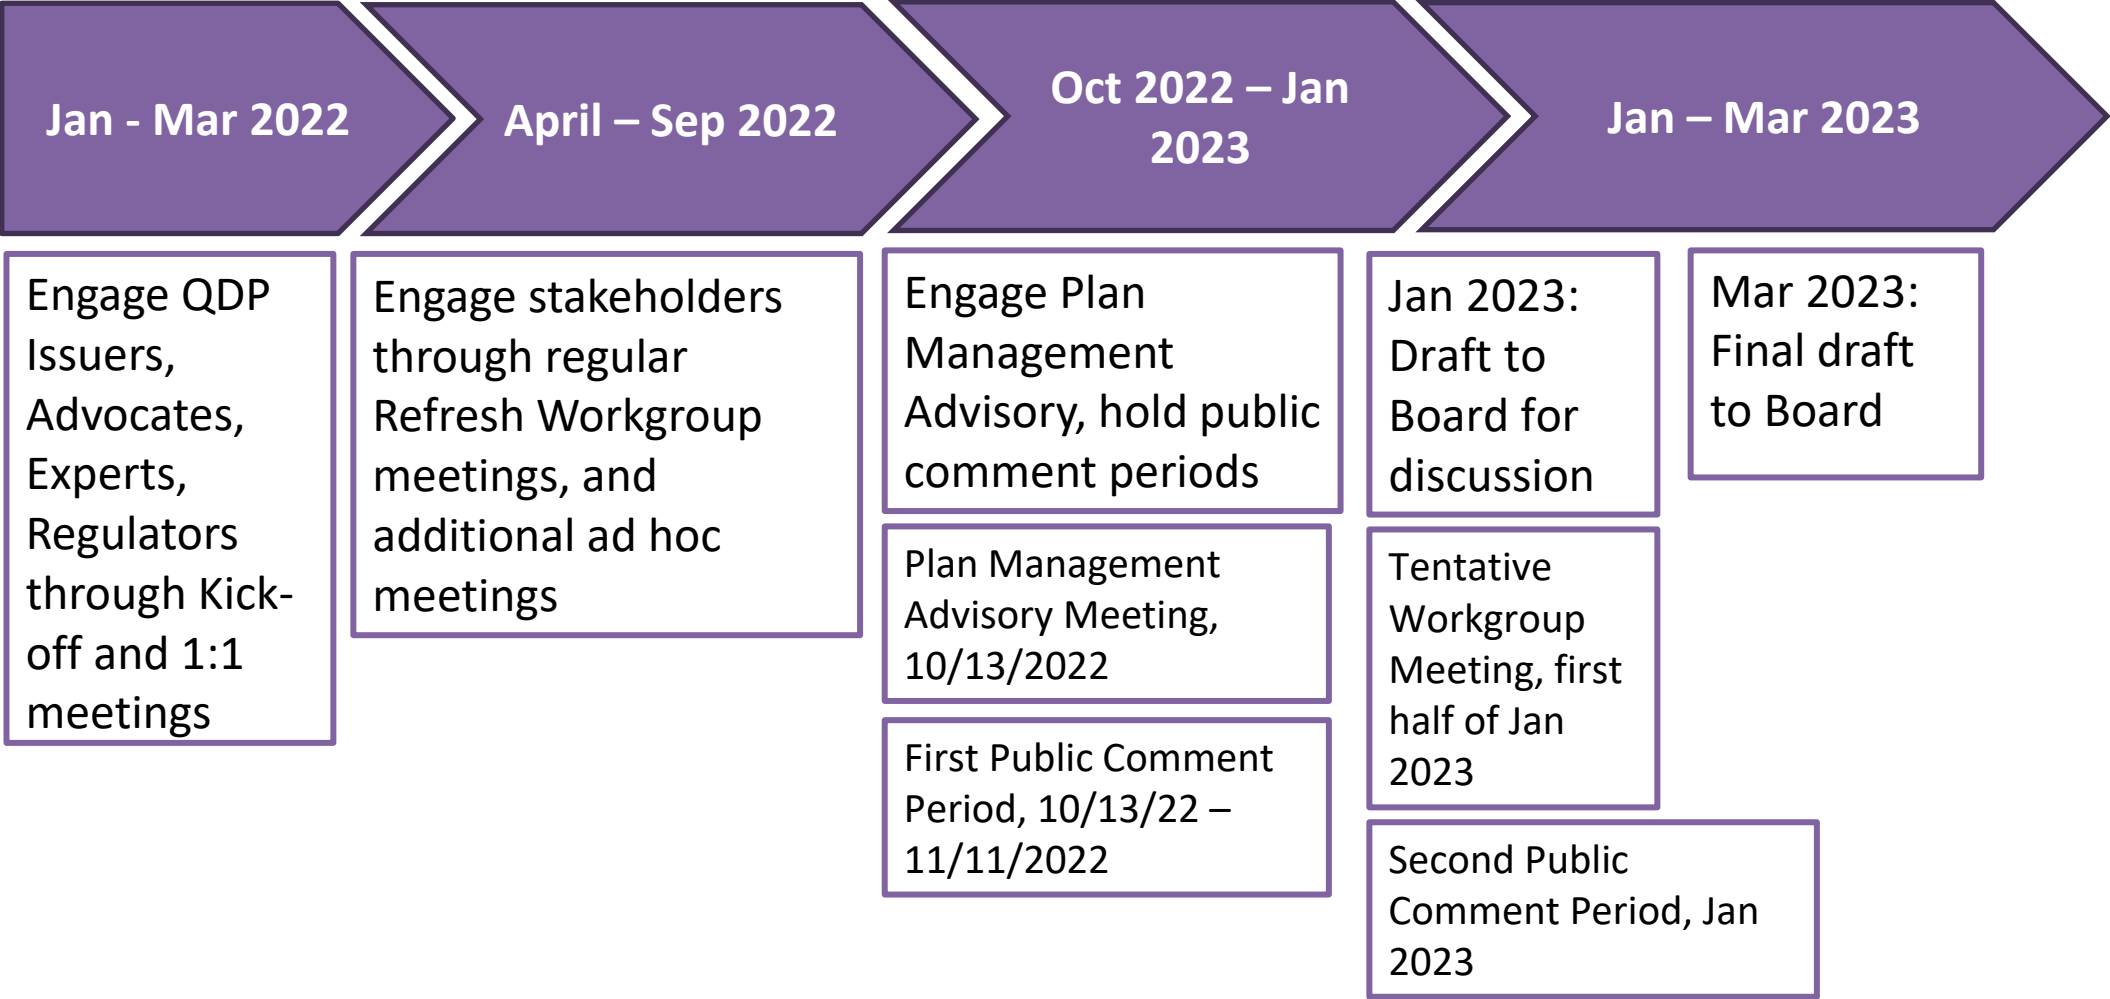 Jan - Mar 2022
April – Sep 2022
Oct 2022 – Jan
2023
Jan – Mar 2023
Engage QDP
Issuers,
Advocates,
Experts,
Regulators
through Kick-
off and 1:1
meetings
Engage stakeholders
through regular
Refresh Workgroup
meetings, and
additional ad hoc
meetings
Engage Plan
Management
Advisory, hold public
comment periods
Plan Management
Advisory Meeting,
10/13/2022
First Public Comment
Period, 10/13/22 –
11/11/2022
Jan 2023:
Draft to
Board for
discussion
Tentative
Workgroup
Meeting, first
half of Jan
2023
Second Public
Comment Period, Jan
2023
Mar 2023:
Final draft
to Board